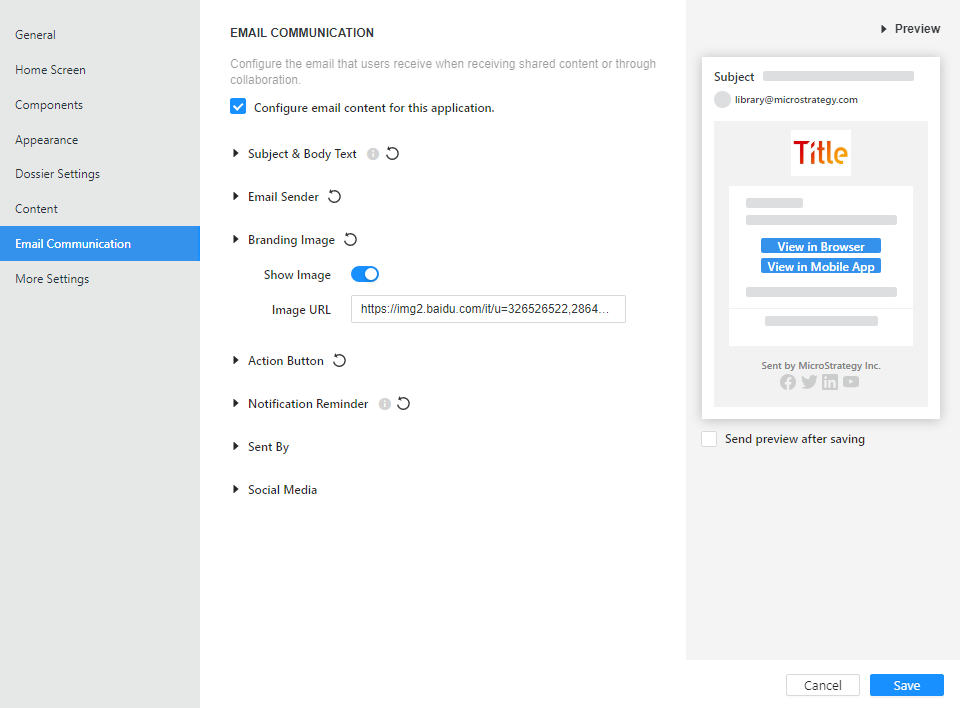 General
Home Screen
Components
Appearance
Dossier Settings
Content
Email Communication
More Settings
EMAIL COMMUNICATION
Configure the email that users receive when receiving shared content or through
collaboration.
Configure email content for this application.
Subject & Body Text
Email Sender
Branding Image
Show Image
Image URL
https://img2.baidu.com/it/u=326526522,2864...
Action Button
Notification Reminder
Sent By
Social Media
Preview
Subject
library@microstrategy.com
Title
View in Browser
View in Mobile App
Sent by MicroStrategy Inc.
Send preview after saving
Cancel
Save